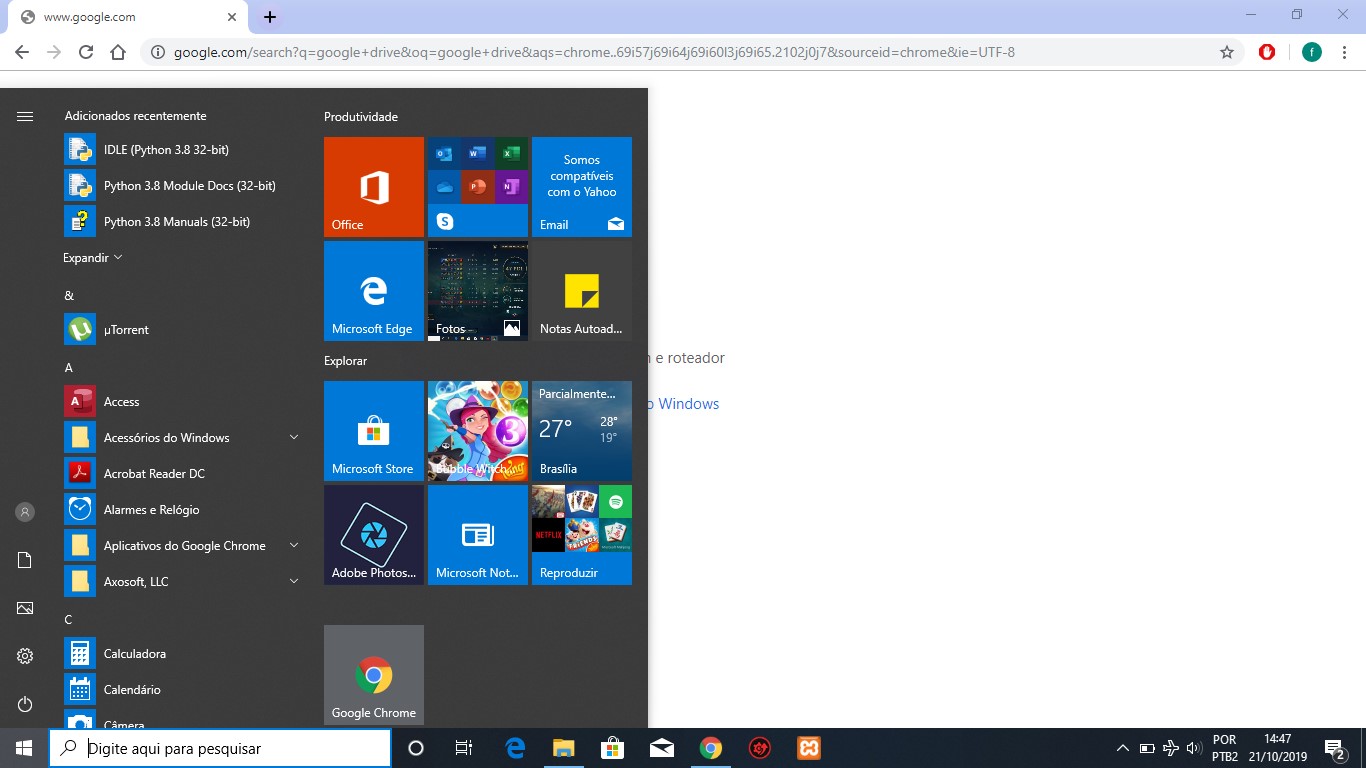 www.google.com
google.com/search?q=google+drive&oq=google+drive&aqs=chrome..69i57j69i64j69i60l3j69i65.2102j0j7&sourceid=chrome&ie=UTF-8
f
Adicionados recentemente
IDLE (Python 3.8 32-bit)
Python 3.8 Module Docs (32-bit)
Python 3.8 Manuals (32-bit)
Expandir
&
µTorrent
A
Access
Acessórios do Windows
Acrobat Reader DC
Alarmes e Relógio
Aplicativos do Google Chrome
Axosoft, LLC
C
Calculadora
Calendário
Câmera
Produtividade
Office
Somos
compatíveis
com o Yahoo
Email
Microsoft Edge
Fotos
Notas Autoad...
Explorar
Microsoft Store
3
Bubble Witch...
King
Parcialmente...
27°
28°
19°
Brasília
Adobe Photos...
Microsoft Not...
NETFLIX
FRIENDS
Reproduzir
Google Chrome
e roteador
o Windows
Digite aqui para pesquisar
POR
PTB2
14:47
21/10/2019
2